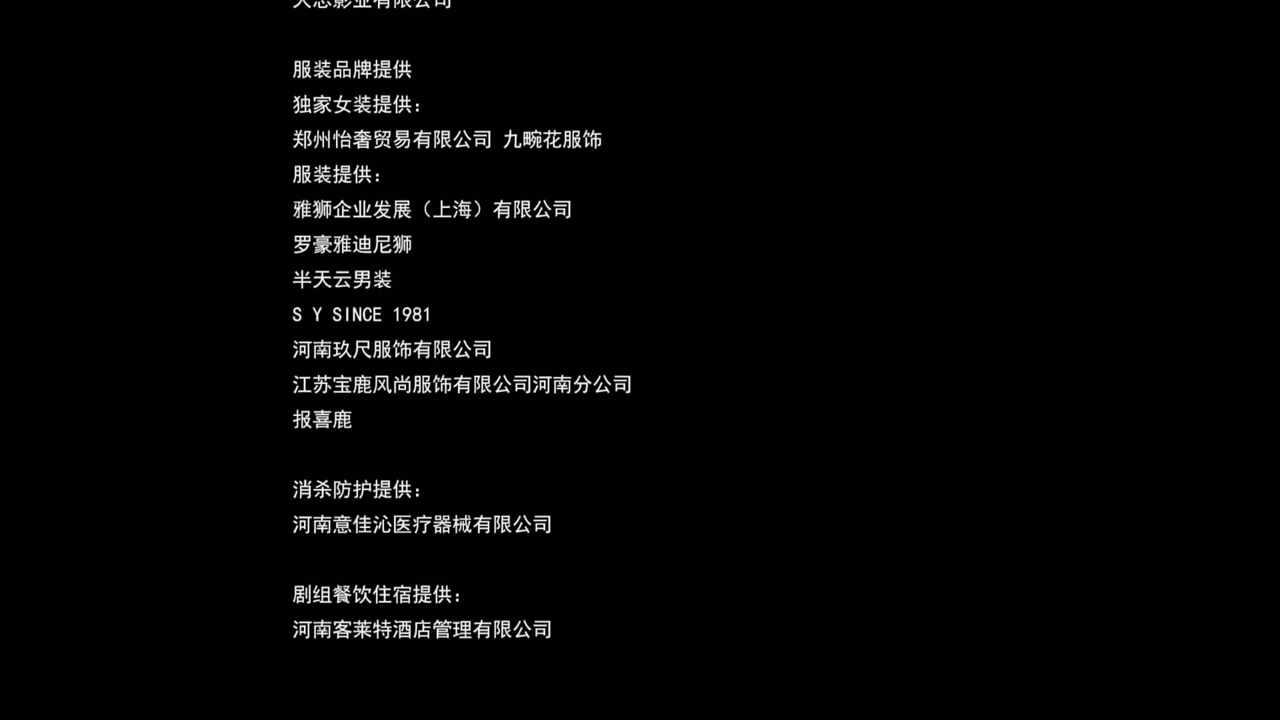 服装品牌提供
独家女装提供：
郑州怡奢贸易有限公司 九畹花服饰
服装提供：
雅狮企业发展（上海）有限公司
罗豪雅迪尼狮
半天云男装
S Y SINCE 1981
河南玖尺服饰有限公司
江苏宝鹿风尚服饰有限公司河南分公司
报喜鹿
消杀防护提供：
河南意佳沁医疗器械有限公司
剧组餐饮住宿提供：
河南客莱特酒店管理有限公司